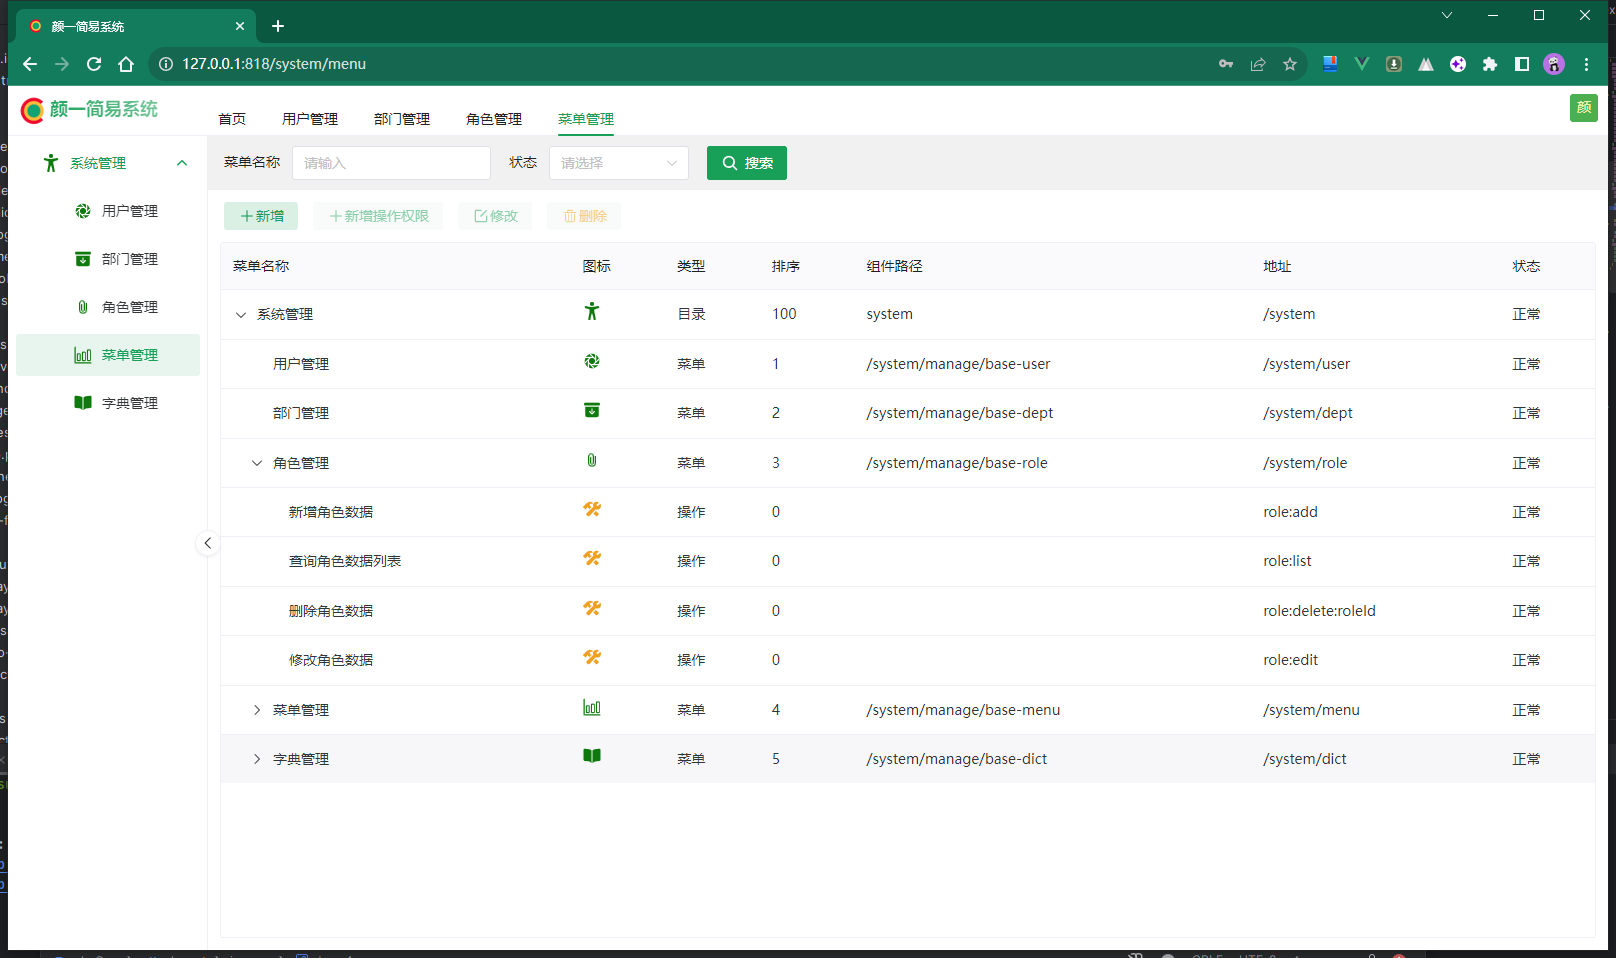 颜一简易系统
127.0.0.1:818/system/menu
颜一简易系统
首页 用户管理 部门管理 角色管理 菜单管理
颜
系统管理
用户管理
部门管理
角色管理
菜单管理
字典管理
菜单名称 请输入 状态 请选择 搜索
新增 新增操作权限 修改 删除
菜单名称 图标 类型 排序 组件路径 地址 状态
系统管理 目录 100 system /system 正常
用户管理 菜单 1 /system/manage/base-user /system/user 正常
部门管理 菜单 2 /system/manage/base-dept /system/dept 正常
角色管理 菜单 3 /system/manage/base-role /system/role 正常
新增角色数据 操作 0 role:add 正常
查询角色数据列表 操作 0 role:list 正常
删除角色数据 操作 0 role:delete:roleId 正常
修改角色数据 操作 0 role:edit 正常
菜单管理 菜单 4 /system/manage/base-menu /system/menu 正常
字典管理 菜单 5 /system/manage/base-dict /system/dict 正常